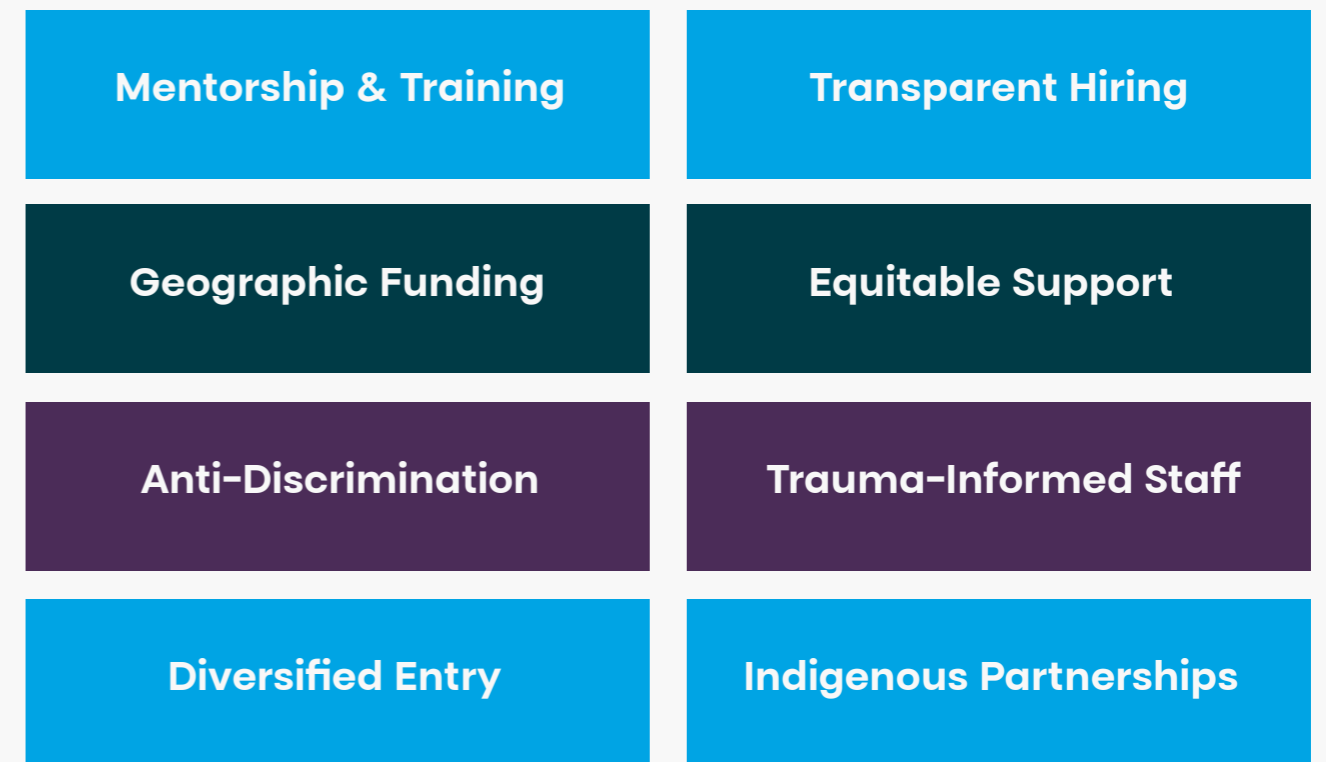 Mentorship & Training
Transparent Hiring
Geographic Funding
Equitable Support
Anti-Discrimination
Trauma-Informed Staff
Diversified Entry
Indigenous Partnerships